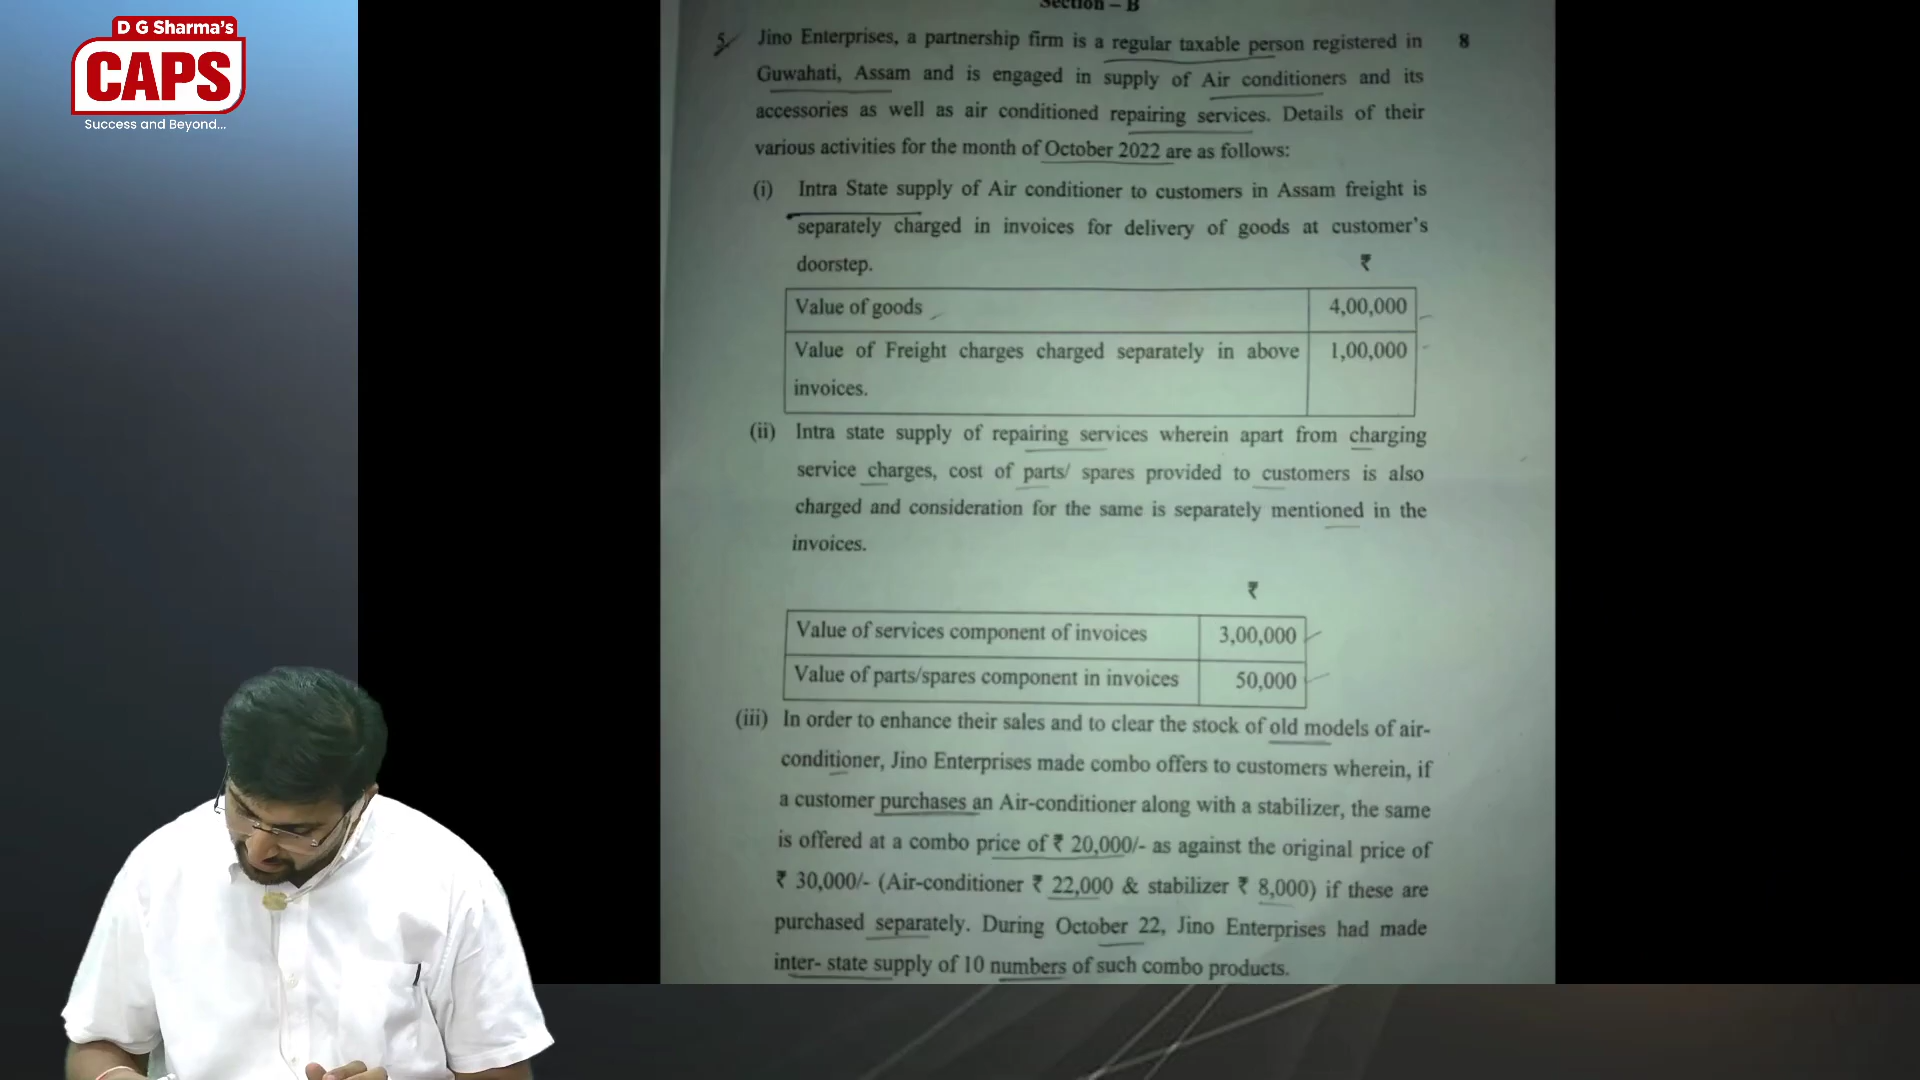 D G Sharma's
CAPS
Success and Beyond...
Section – B
5. Jino Enterprises, a partnership firm is a regular taxable person registered in 8
Guwahati, Assam and is engaged in supply of Air conditioners and its
accessories as well as air conditioned repairing services. Details of their
various activities for the month of October 2022 are as follows:
(i) Intra State supply of Air conditioner to customers in Assam freight is
separately charged in invoices for delivery of goods at customer's
doorstep. ₹
Value of goods 4,00,000
Value of Freight charges charged separately in above 1,00,000
invoices.
(ii) Intra state supply of repairing services wherein apart from charging
service charges, cost of parts/ spares provided to customers is also
charged and consideration for the same is separately mentioned in the
invoices.
₹
Value of services component of invoices 3,00,000
Value of parts/spares component in invoices 50,000
(iii) In order to enhance their sales and to clear the stock of old models of air-
conditioner, Jino Enterprises made combo offers to customers wherein, if
a customer purchases an Air-conditioner along with a stabilizer, the same
is offered at a combo price of ₹ 20,000/- as against the original price of
₹ 30,000/- (Air-conditioner ₹ 22,000 & stabilizer ₹ 8,000) if these are
purchased separately. During October 22, Jino Enterprises had made
inter- state supply of 10 numbers of such combo products.